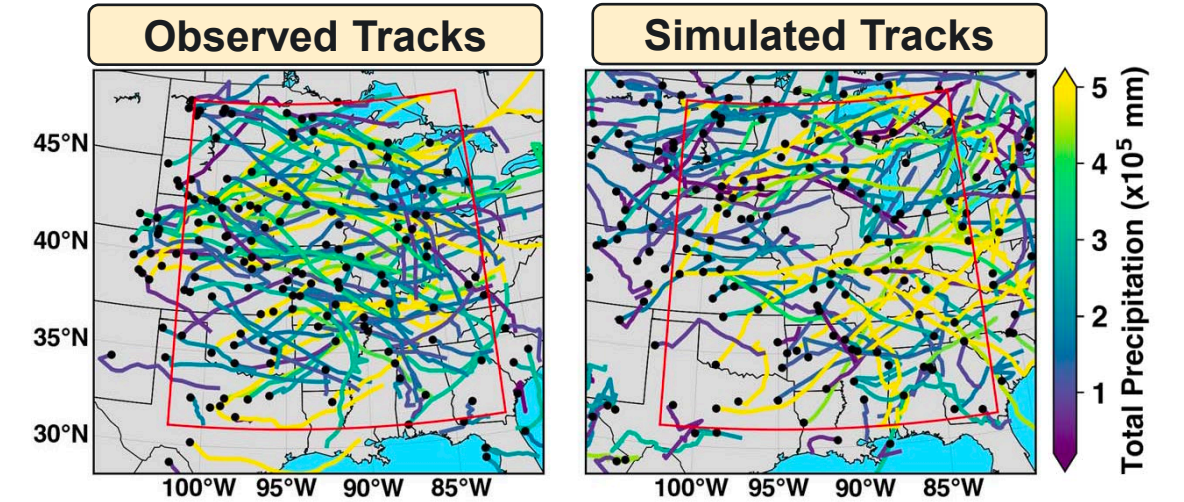 Observed Tracks
Simulated Tracks
45°N
40°N
35°N
30°N
100°W 95°W 90°W 85°W
100°W 95°W 90°W 85°W
5
4
3
2
1
Total Precipitation (x10⁵ mm)